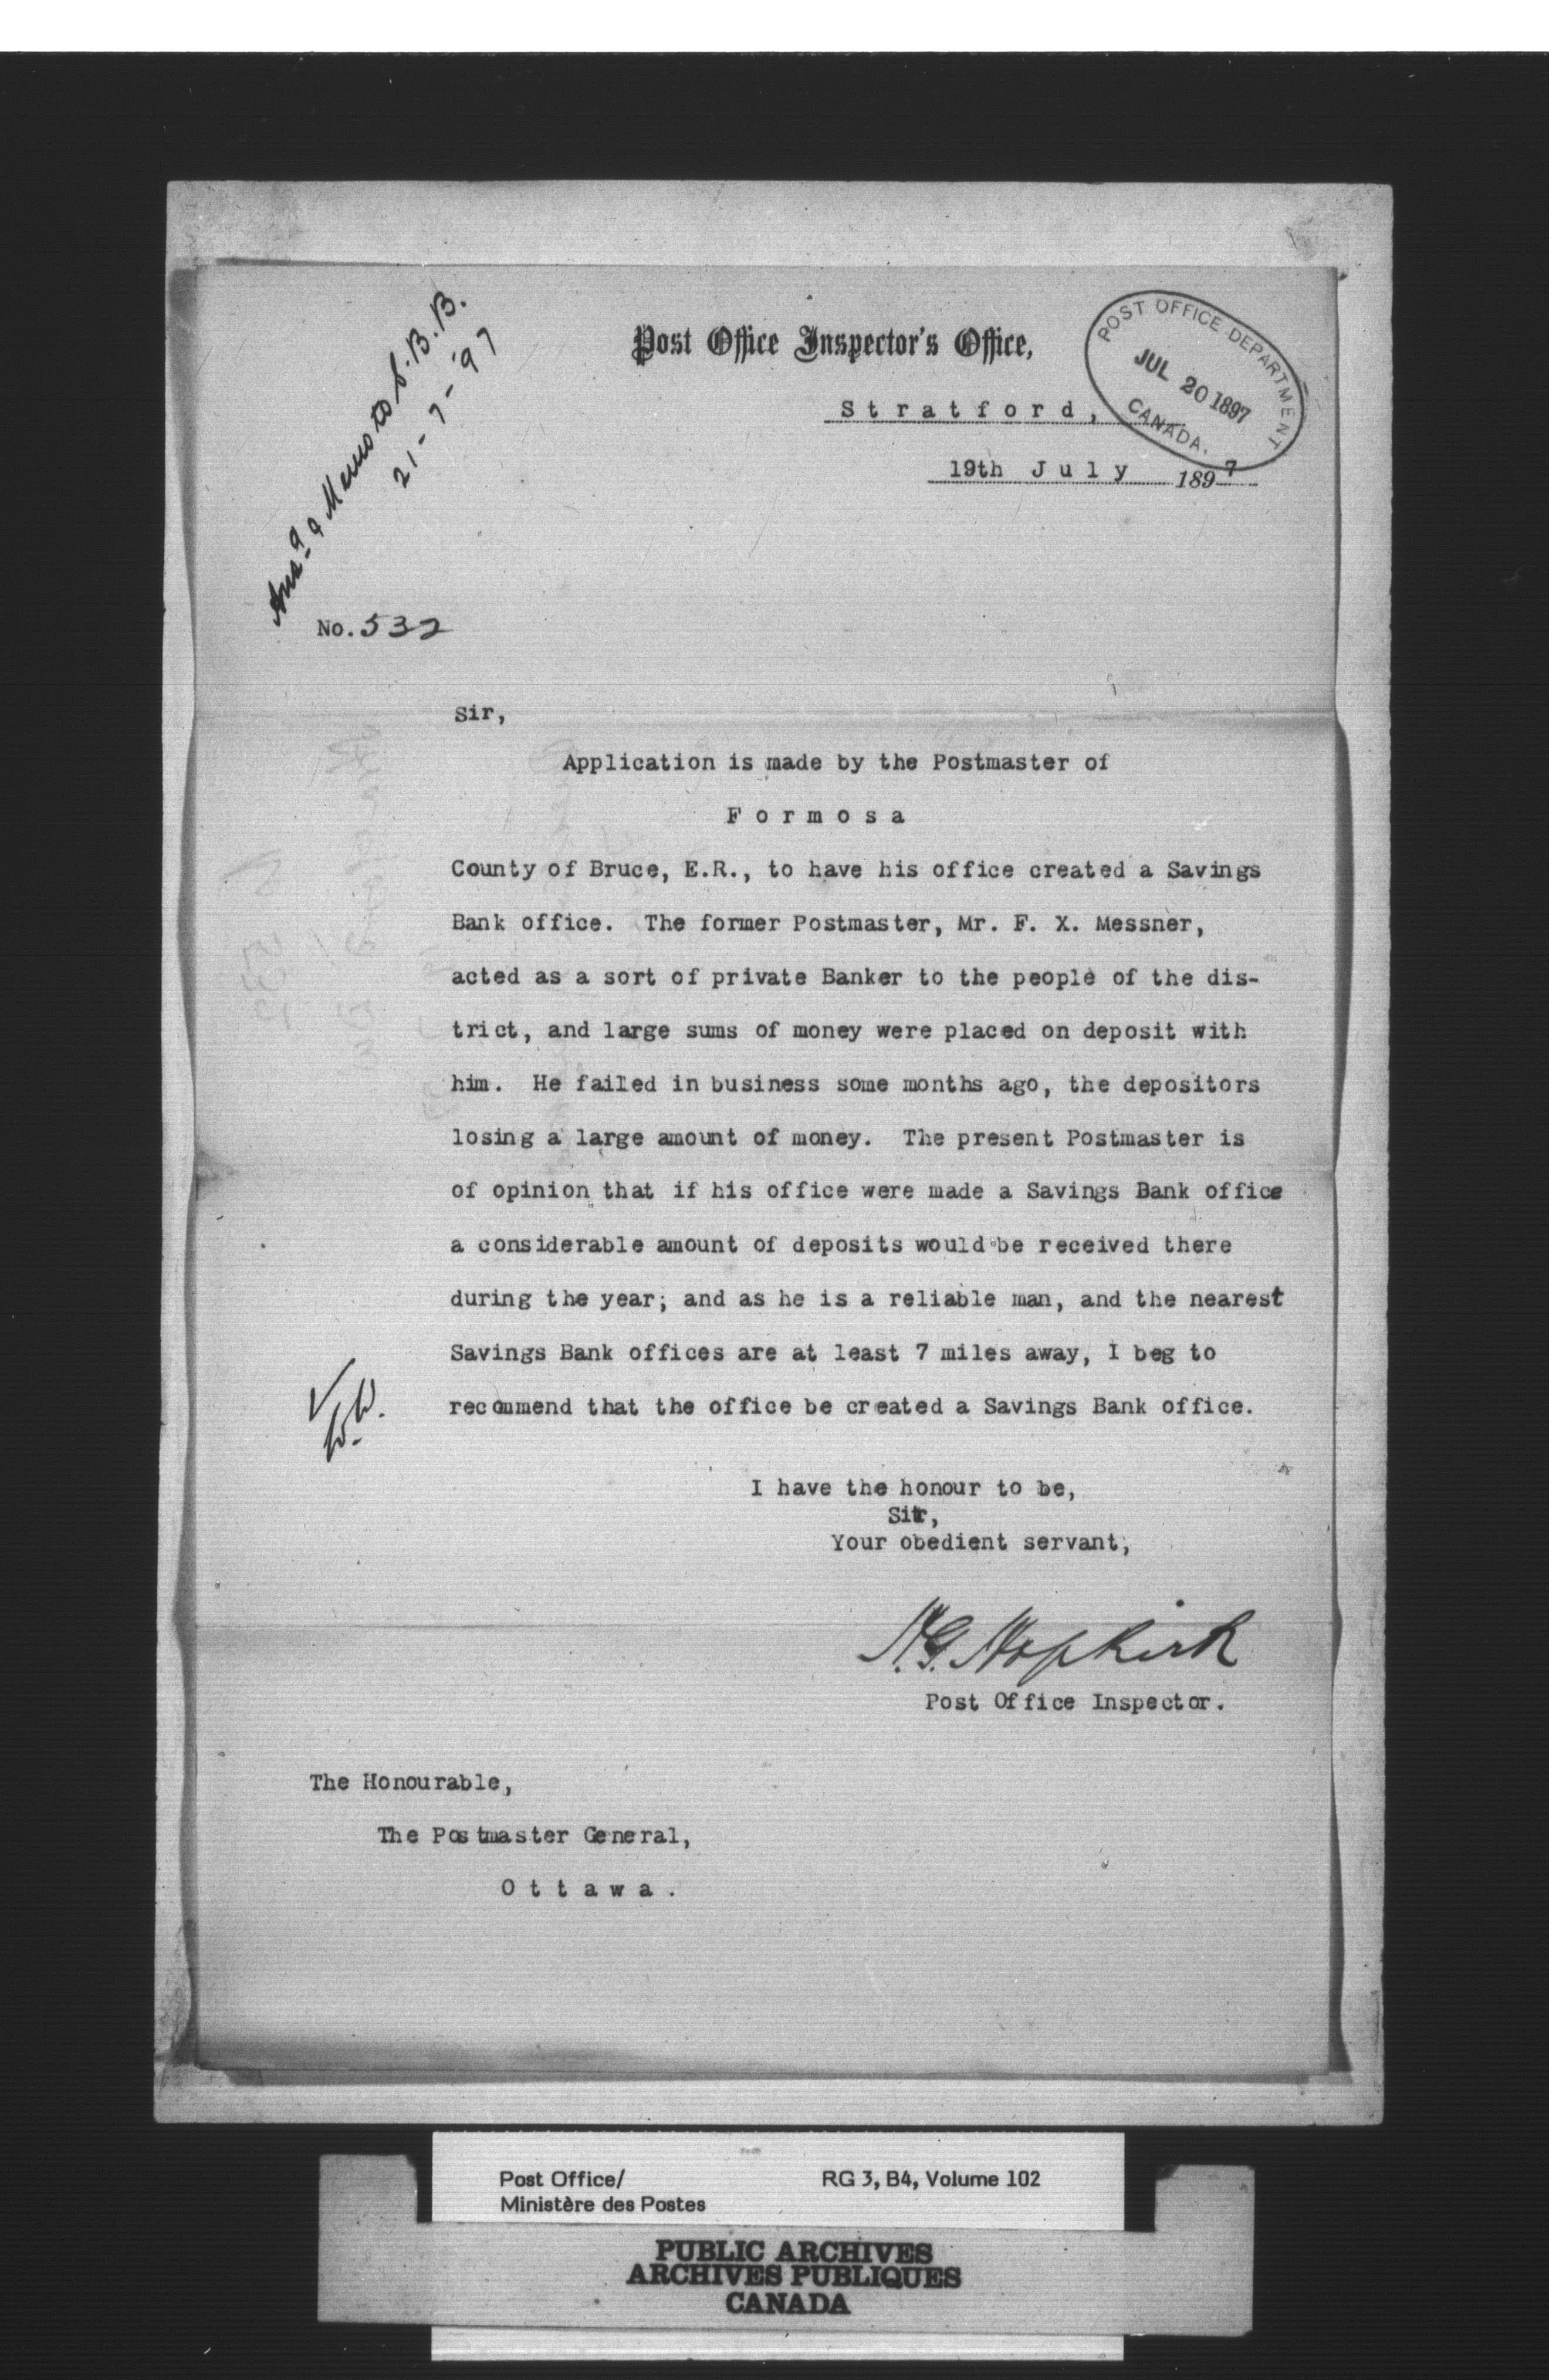 Ansd & Memo to S.B.B.
21-7-'97
Post Office Inspector's Office,
POST OFFICE DEPARTMENT
JUL 20 1897
CANADA.
Stratford,
19th July 1897
No. 532
Sir,
Application is made by the Postmaster of
Formosa
County of Bruce, E.R., to have his office created a Savings
Bank office. The former Postmaster, Mr. F. X. Messner,
acted as a sort of private Banker to the people of the dis-
trict, and large sums of money were placed on deposit with
him. He failed in business some months ago, the depositors
losing a large amount of money. The present Postmaster is
of opinion that if his office were made a Savings Bank office
a considerable amount of deposits would be received there
during the year; and as he is a reliable man, and the nearest
Savings Bank offices are at least 7 miles away, I beg to
recommend that the office be created a Savings Bank office.
I have the honour to be,
Sir,
Your obedient servant,
H.G. Hopkirk
Post Office Inspector.
The Honourable,
The Postmaster General,
Ottawa.
Post Office/
Ministère des Postes
RG 3, B4, Volume 102
PUBLIC ARCHIVES
ARCHIVES PUBLIQUES
CANADA